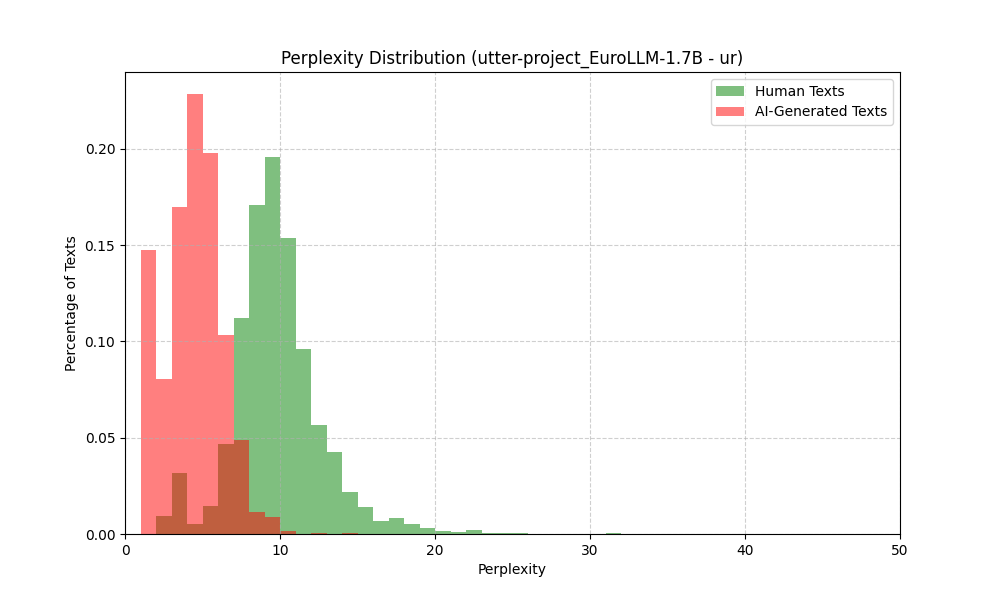 Perplexity Distribution (utter-project_EuroLLM-1.7B - ur)
Human Texts
AI-Generated Texts
Percentage of Texts
0.20
0.15
0.10
0.05
0.00
0 10 20 30 40 50
Perplexity